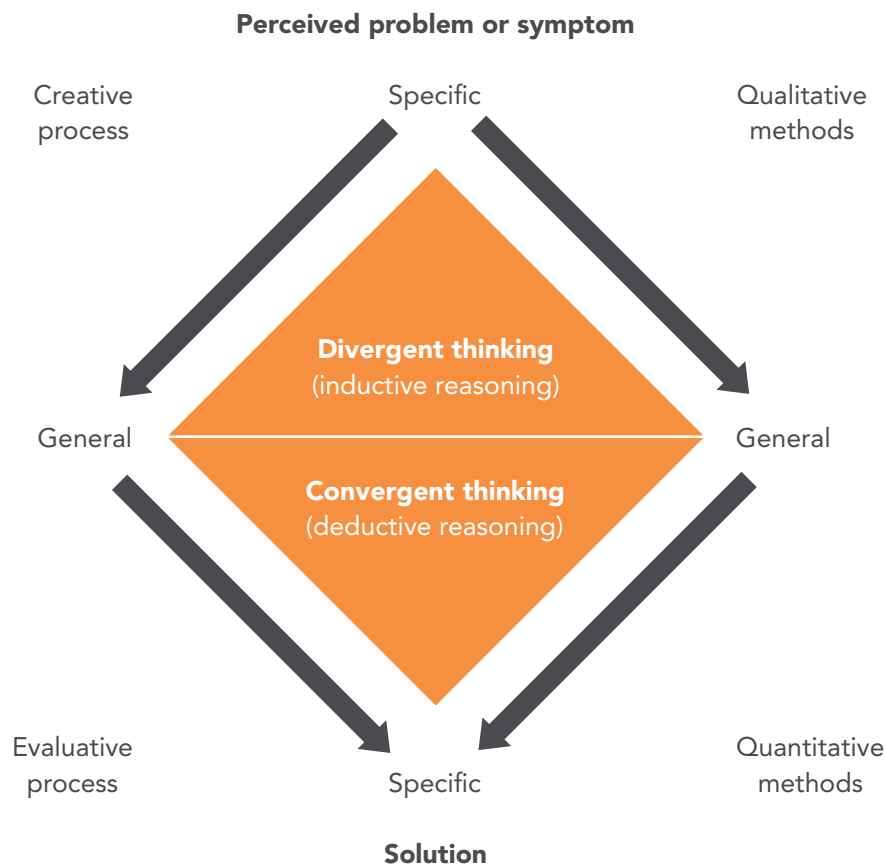 Perceived problem or symptom
Creative
process
Specific
Qualitative
methods
Divergent thinking
(inductive reasoning)
General
General
Convergent thinking
(deductive reasoning)
Evaluative
process
Specific
Quantitative
methods
Solution